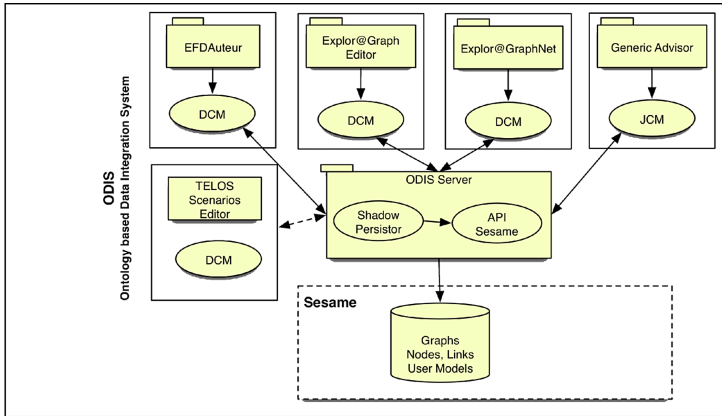 ODIS
Ontology based Data Integration System
EFDAuteur
DCM
Explor@Graph
Editor
DCM
Explor@GraphNet
DCM
Generic Advisor
JCM
TELOS
Scenarios
Editor
DCM
ODIS Server
Shadow
Persistor
API
Sesame
Sesame
Graphs
Nodes, Links
User Models